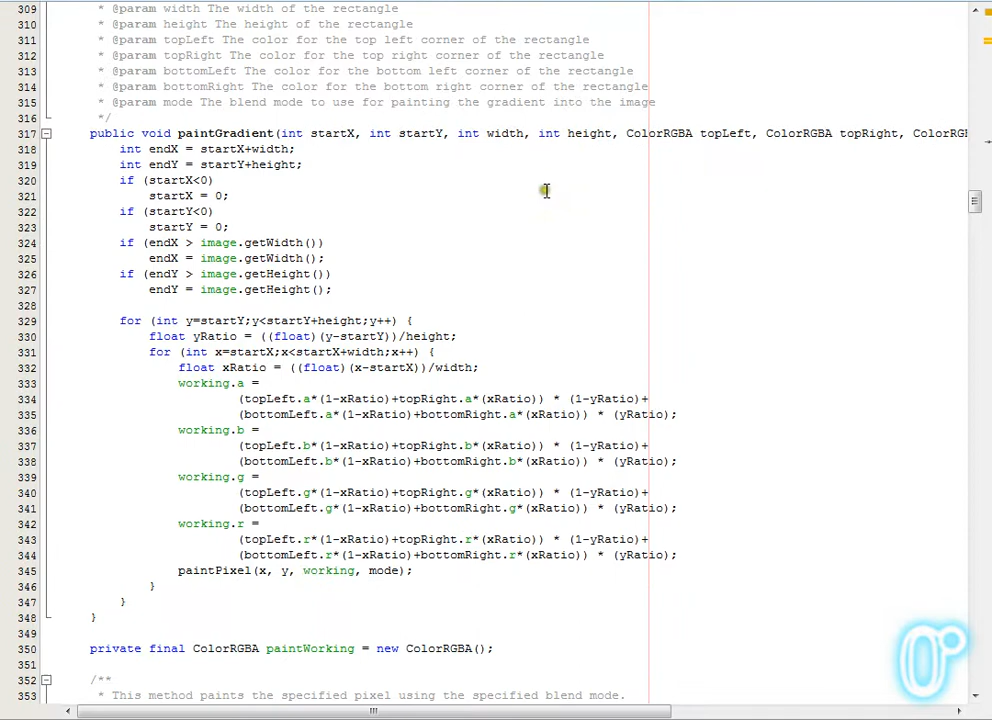 309 * @param width The width of the rectangle
310 * @param height The height of the rectangle
311 * @param topLeft The color for the top left corner of the rectangle
312 * @param topRight The color for the top right corner of the rectangle
313 * @param bottomLeft The color for the bottom left corner of the rectangle
314 * @param bottomRight The color for the bottom right corner of the rectangle
315 * @param mode The blend mode to use for painting the gradient into the image
316 */
317 public void paintGradient(int startX, int startY, int width, int height, ColorRGBA topLeft, ColorRGBA topRight, ColorRGB
318 int endX = startX+width;
319 int endY = startY+height;
320 if (startX<0)
321 startX = 0;
322 if (startY<0)
323 startY = 0;
324 if (endX > image.getWidth())
325 endX = image.getWidth();
326 if (endY > image.getHeight())
327 endY = image.getHeight();
328
329 for (int y=startY;y<startY+height;y++) {
330 float yRatio = ((float)(y-startY))/height;
331 for (int x=startX;x<startX+width;x++) {
332 float xRatio = ((float)(x-startX))/width;
333 working.a =
334 (topLeft.a*(1-xRatio)+topRight.a*(xRatio)) * (1-yRatio)+
335 (bottomLeft.a*(1-xRatio)+bottomRight.a*(xRatio)) * (yRatio);
336 working.b =
337 (topLeft.b*(1-xRatio)+topRight.b*(xRatio)) * (1-yRatio)+
338 (bottomLeft.b*(1-xRatio)+bottomRight.b*(xRatio)) * (yRatio);
339 working.g =
340 (topLeft.g*(1-xRatio)+topRight.g*(xRatio)) * (1-yRatio)+
341 (bottomLeft.g*(1-xRatio)+bottomRight.g*(xRatio)) * (yRatio);
342 working.r =
343 (topLeft.r*(1-xRatio)+topRight.r*(xRatio)) * (1-yRatio)+
344 (bottomLeft.r*(1-xRatio)+bottomRight.r*(xRatio)) * (yRatio);
345 paintPixel(x, y, working, mode);
346 }
347 }
348 }
349
350 private final ColorRGBA paintWorking = new ColorRGBA();
351
352 /**
353 * This method paints the specified pixel using the specified blend mode.
0°